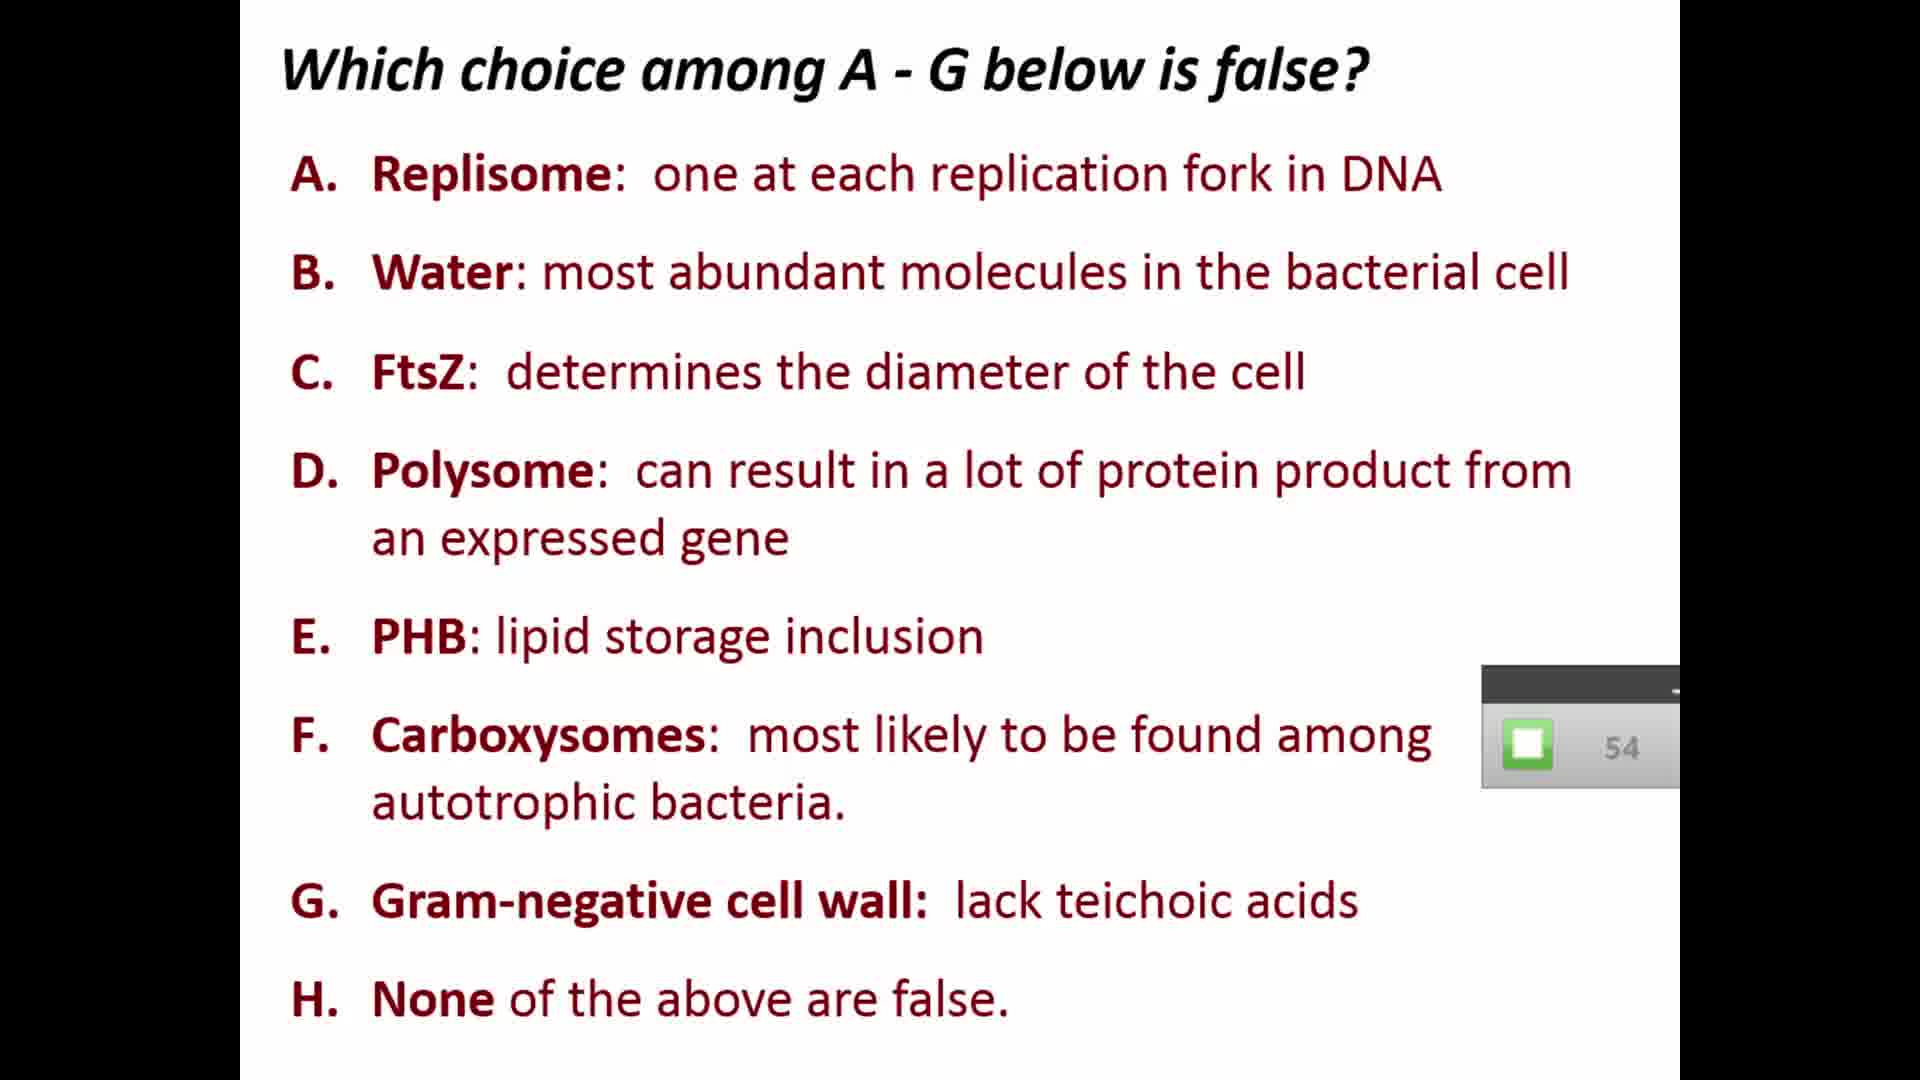 Which choice among A - G below is false?
A. Replisome: one at each replication fork in DNA
B. Water: most abundant molecules in the bacterial cell
C. FtsZ: determines the diameter of the cell
D. Polysome: can result in a lot of protein product from
an expressed gene
E. PHB: lipid storage inclusion
F. Carboxysomes: most likely to be found among
autotrophic bacteria.
54
G. Gram-negative cell wall: lack teichoic acids
H. None of the above are false.